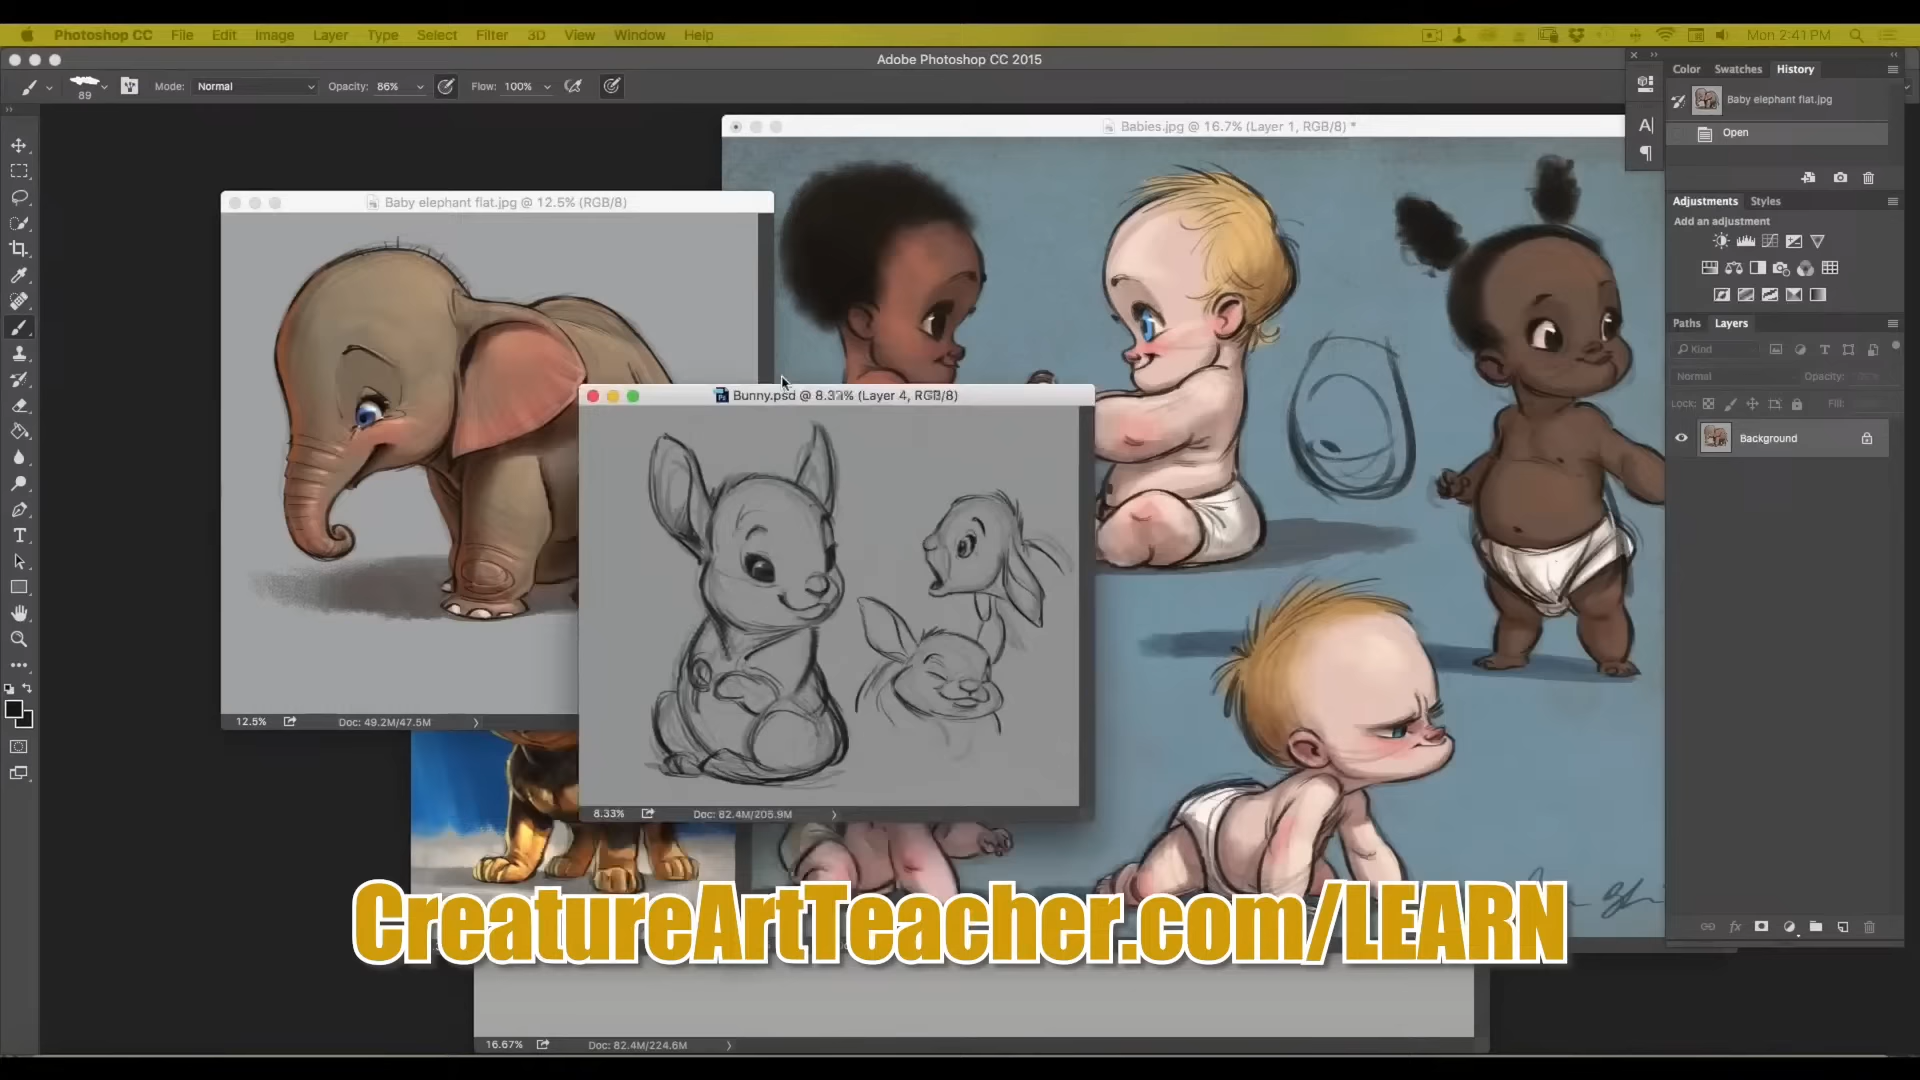 Photoshop CC File Edit Image Layer Type Select Filter 3D View Window Help Mon 2:41 PM
Adobe Photoshop CC 2015
89 Mode: Normal Opacity: 86% Flow: 100%
Color Swatches History
Baby elephant flat.jpg
Open
Babies.jpg @ 16.7% (Layer 1, RGB/8) *
Baby elephant flat.jpg @ 12.5% (RGB/8)
Adjustments Styles
Add an adjustment
Paths Layers
Kind
Normal Opacity:
Lock: Fill:
Background
Bunny.psd @ 8.33% (Layer 4, RGB/8)
12.5% Doc: 49.2M/47.5M
8.33% Doc: 82.4M/205.9M
CreatureArtTeacher.com/LEARN
16.67% Doc: 82.4M/224.6M